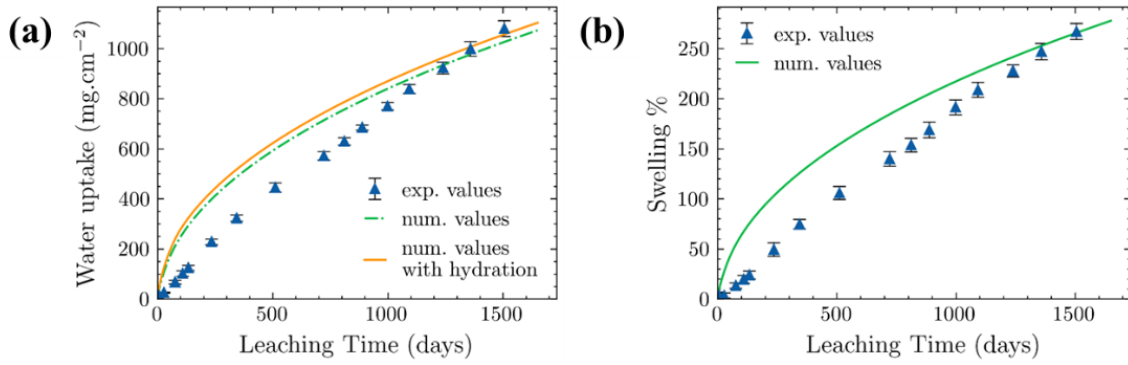 (a)
Water uptake (mg.cm−2)
1000
800
600
400
200
0
exp. values
num. values
num. values
with hydration
0
500
1000
1500
Leaching Time (days)
(b)
Swelling %
250
200
150
100
50
0
exp. values
num. values
0
500
1000
1500
Leaching Time (days)